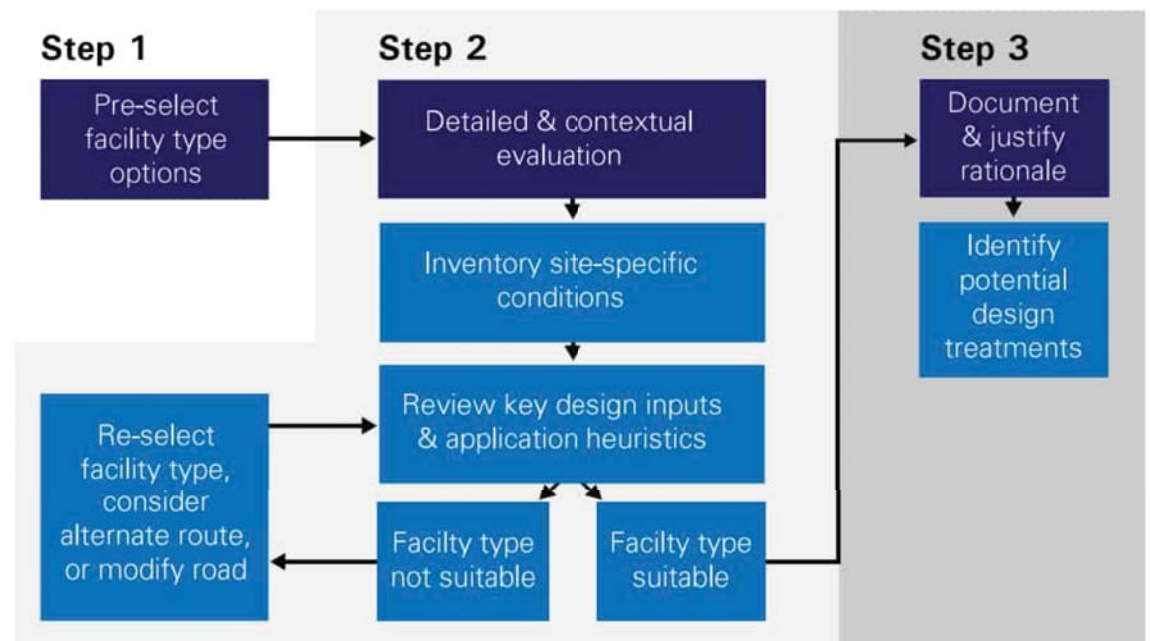 Step 1
Pre-select
facility type
options
Step 2
Detailed & contextual
evaluation
Inventory site-specific
conditions
Review key design inputs
& application heuristics
Re-select
facility type,
consider
alternate route,
or modify road
Facilty type
not suitable
Facilty type
suitable
Step 3
Document
& justify
rationale
Identify
potential
design
treatments